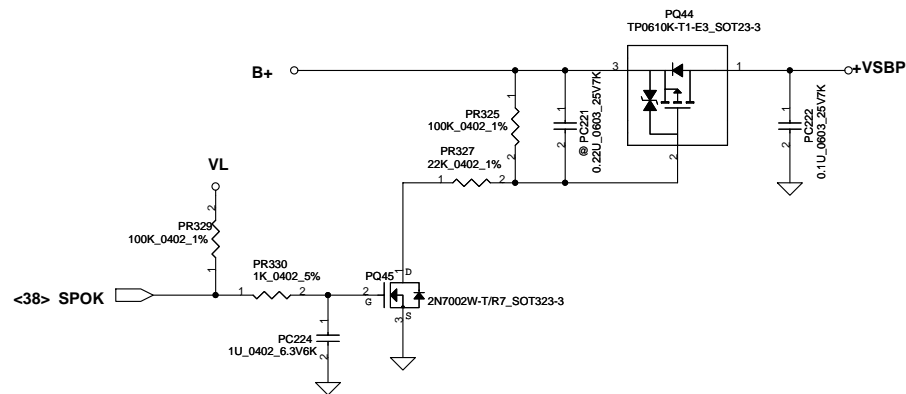 PQ44
TP0610K-T1-E3_SOT23-3
B+
3
1
+VSBP
PR325
100K_0402_1%
1
2
1
2
@ PC221
0.22U_0603_25V7K
2
1
2
PC222
0.1U_0603_25V7K
PR327
22K_0402_1%
1
2
VL
2
PR329
100K_0402_1%
1
PR330
1K_0402_5%
1
2
<38> SPOK
PQ45
1
D
2
G
3
S
2N7002W-T/R7_SOT323-3
PC224
1U_0402_6.3V6K
1
2